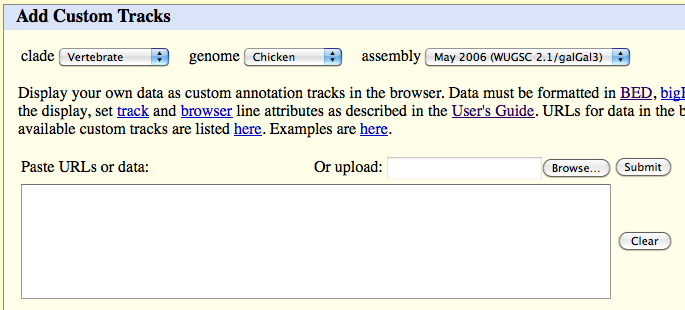 Add Custom Tracks
clade Vertebrate genome Chicken assembly May 2006 (WUGSC 2.1/galGal3)
Display your own data as custom annotation tracks in the browser. Data must be formatted in BED,
the display, set track and browser line attributes as described in the User's Guide. URLs for data in the b
available custom tracks are listed here. Examples are here.
Paste URLs or data: Or upload: Browse... Submit
Clear